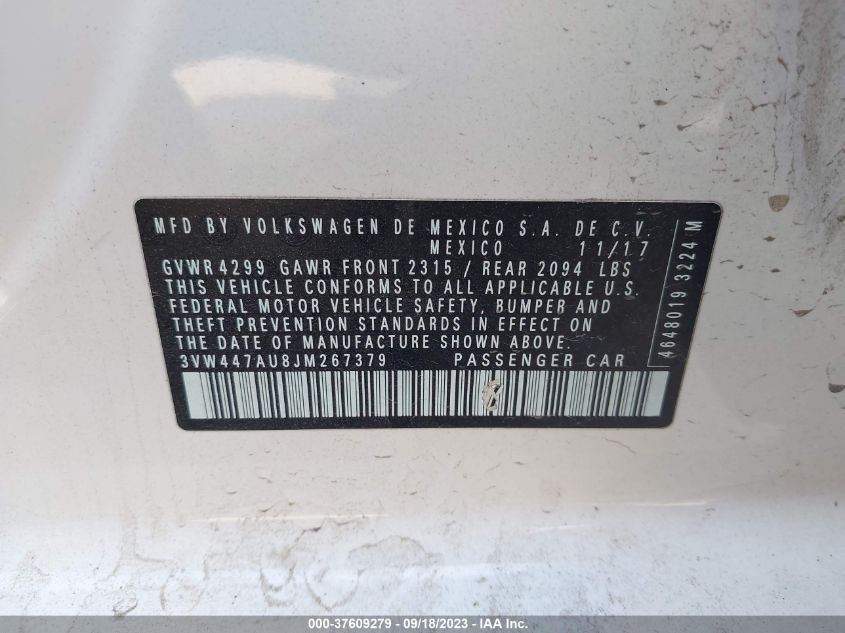 MFD BY VOLKSWAGEN DE MEXICO S.A. DE C.V.
MEXICO 11/17
GVWR 4299 GAWR FRONT 2315 / REAR 2094 LBS
THIS VEHICLE CONFORMS TO ALL APPLICABLE U.S.
FEDERAL MOTOR VEHICLE SAFETY, BUMPER AND
THEFT PREVENTION STANDARDS IN EFFECT ON
THE DATE OF MANUFACTURE SHOWN ABOVE.
3VW447AU8JM267379 PASSENGER CAR
4648019 3224 M
000-37609279 - 09/18/2023 - IAA Inc.